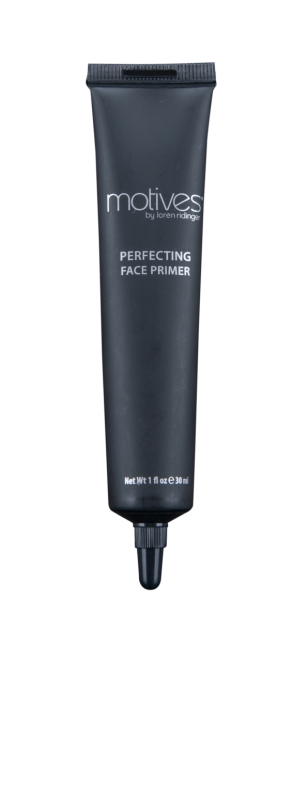 motives
by loren ridinger
PERFECTING
FACE PRIMER
Net Wt 1 fl oz ℮ 30 ml